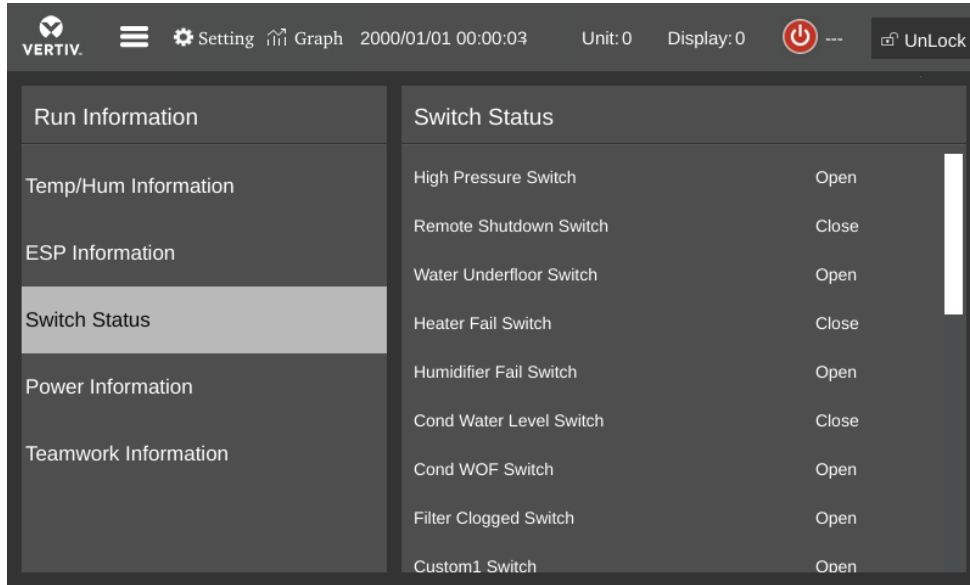 VERTIV.
Setting Graph 2000/01/01 00:00:03 Unit: 0 Display: 0 --- UnLock
Run Information
Temp/Hum Information
ESP Information
Switch Status
Power Information
Teamwork Information
Switch Status
High Pressure Switch Open
Remote Shutdown Switch Close
Water Underfloor Switch Open
Heater Fail Switch Close
Humidifier Fail Switch Open
Cond Water Level Switch Close
Cond WOF Switch Open
Filter Clogged Switch Open
Custom1 Switch Open